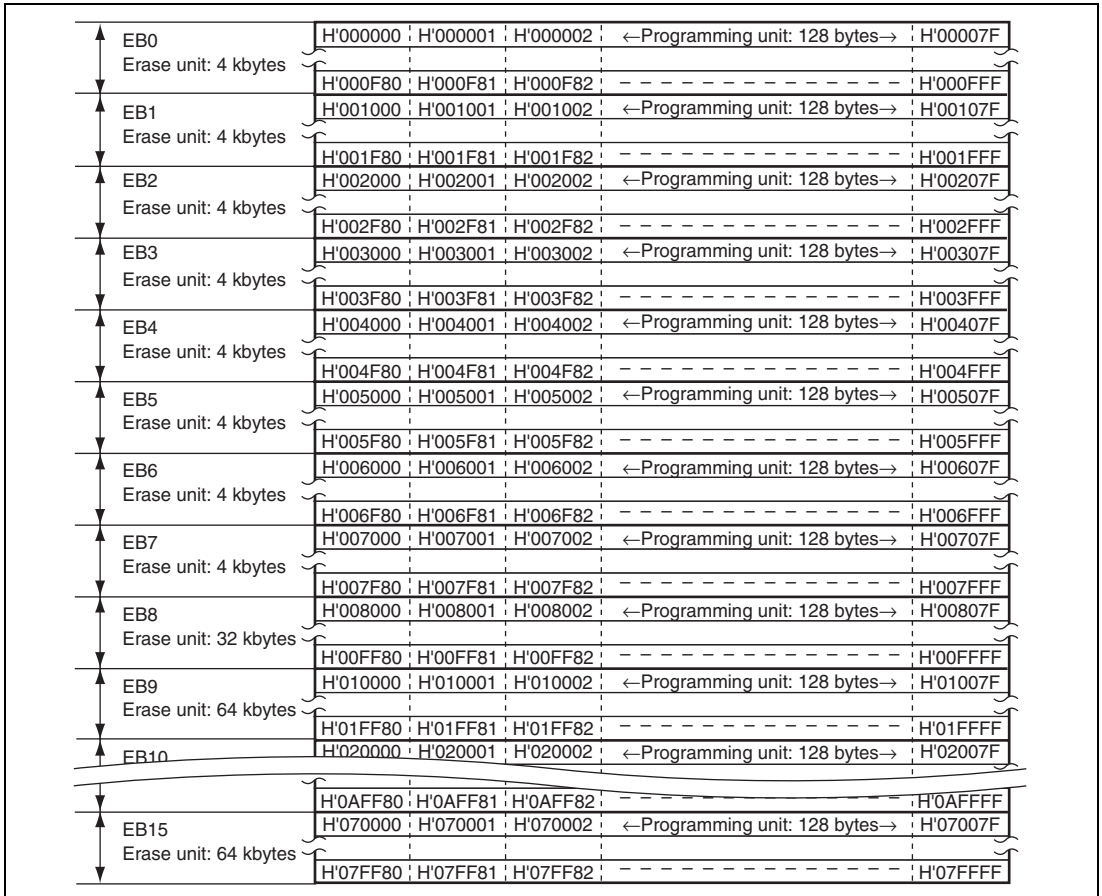 EB0
Erase unit: 4 kbytes
H'000000 H'000001 H'000002 ←Programming unit: 128 bytes→ H'00007F
H'000F80 H'000F81 H'000F82 – – – – – – – – – – – – – – H'000FFF
EB1
Erase unit: 4 kbytes
H'001000 H'001001 H'001002 ←Programming unit: 128 bytes→ H'00107F
H'001F80 H'001F81 H'001F82 – – – – – – – – – – – – – – H'001FFF
EB2
Erase unit: 4 kbytes
H'002000 H'002001 H'002002 ←Programming unit: 128 bytes→ H'00207F
H'002F80 H'002F81 H'002F82 – – – – – – – – – – – – – – H'002FFF
EB3
Erase unit: 4 kbytes
H'003000 H'003001 H'003002 ←Programming unit: 128 bytes→ H'00307F
H'003F80 H'003F81 H'003F82 – – – – – – – – – – – – – – H'003FFF
EB4
Erase unit: 4 kbytes
H'004000 H'004001 H'004002 ←Programming unit: 128 bytes→ H'00407F
H'004F80 H'004F81 H'004F82 – – – – – – – – – – – – – – H'004FFF
EB5
Erase unit: 4 kbytes
H'005000 H'005001 H'005002 ←Programming unit: 128 bytes→ H'00507F
H'005F80 H'005F81 H'005F82 – – – – – – – – – – – – – – H'005FFF
EB6
Erase unit: 4 kbytes
H'006000 H'006001 H'006002 ←Programming unit: 128 bytes→ H'00607F
H'006F80 H'006F81 H'006F82 – – – – – – – – – – – – – – H'006FFF
EB7
Erase unit: 4 kbytes
H'007000 H'007001 H'007002 ←Programming unit: 128 bytes→ H'00707F
H'007F80 H'007F81 H'007F82 – – – – – – – – – – – – – – H'007FFF
EB8
Erase unit: 32 kbytes
H'008000 H'008001 H'008002 ←Programming unit: 128 bytes→ H'00807F
H'00FF80 H'00FF81 H'00FF82 – – – – – – – – – – – – – – H'00FFFF
EB9
Erase unit: 64 kbytes
H'010000 H'010001 H'010002 ←Programming unit: 128 bytes→ H'01007F
H'01FF80 H'01FF81 H'01FF82 – – – – – – – – – – – – – – H'01FFFF
EB10
H'020000 H'020001 H'020002 ←Programming unit: 128 bytes→ H'02007F
H'0AFF80 H'0AFF81 H'0AFF82 – – – – – – – – – – – – – – H'0AFFFF
EB15
Erase unit: 64 kbytes
H'070000 H'070001 H'070002 ←Programming unit: 128 bytes→ H'07007F
H'07FF80 H'07FF81 H'07FF82 – – – – – – – – – – – – – – H'07FFFF